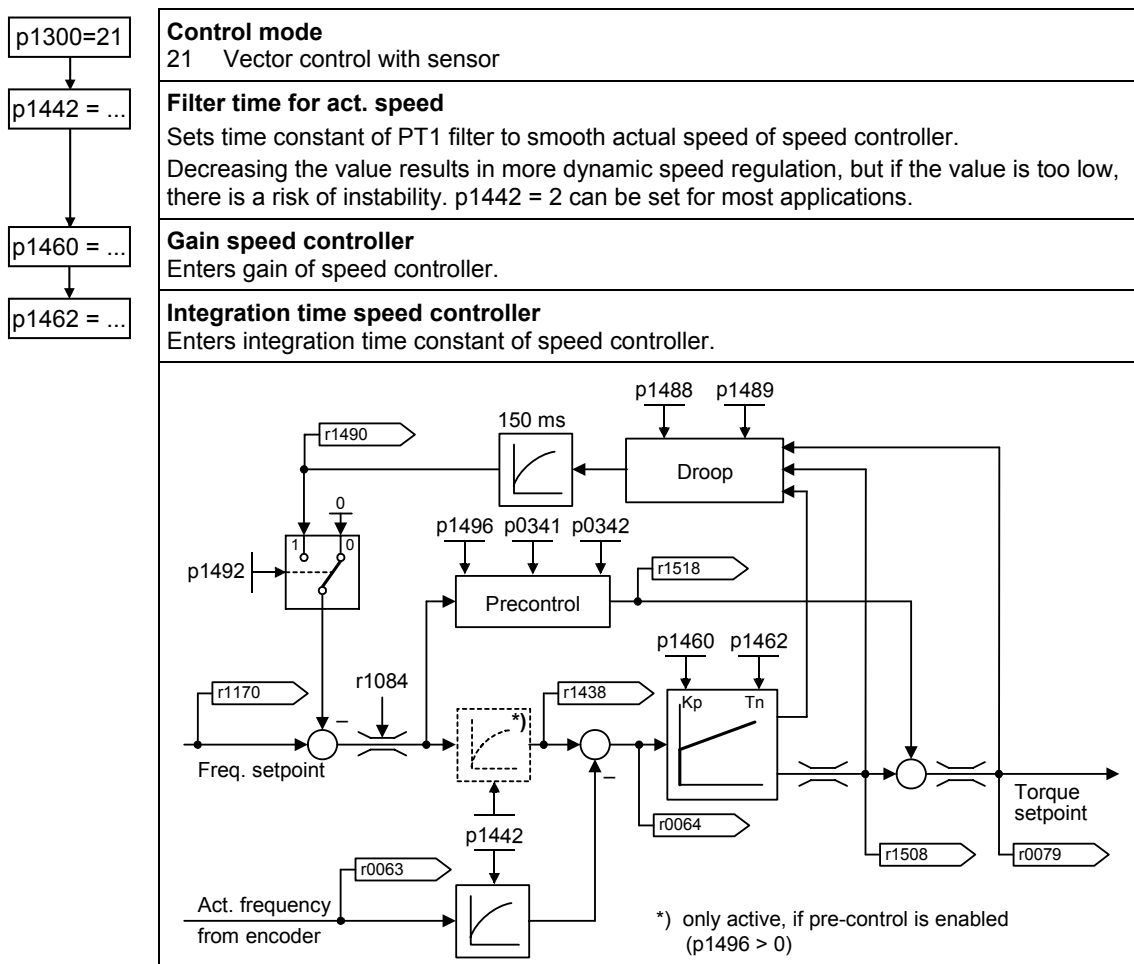 p1300=21
Control mode
21 Vector control with sensor
p1442 = ...
Filter time for act. speed
Sets time constant of PT1 filter to smooth actual speed of speed controller.
Decreasing the value results in more dynamic speed regulation, but if the value is too low,
there is a risk of instability. p1442 = 2 can be set for most applications.
p1460 = ...
Gain speed controller
Enters gain of speed controller.
p1462 = ...
Integration time speed controller
Enters integration time constant of speed controller.
p1488 p1489
150 ms
r1490
Droop
0
p1496 p0341 p0342
1 0
p1492
r1518
Precontrol
p1460 p1462
r1170
r1084
r1438
Kp Tn
*)
–
Freq. setpoint
–
Torque
setpoint
p1442
r0064
r0063
r1508
r0079
Act. frequency
from encoder
*) only active, if pre-control is enabled
(p1496 > 0)